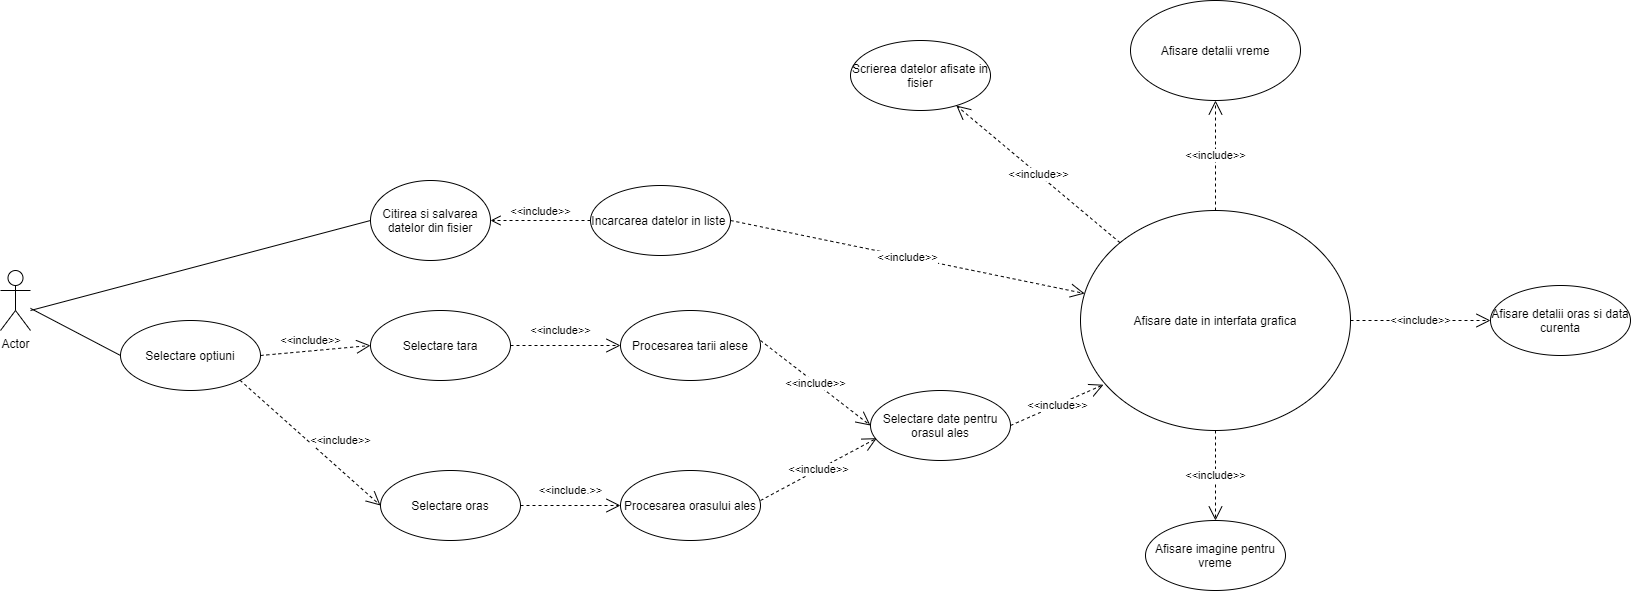 Afisare detalii vreme
Scrierea datelor afisate in
fisier
<<include>>
<<include>>
Citirea si salvarea
datelor din fisier
<<include>>
Incarcarea datelor in liste
<<include>>
Actor
Selectare optiuni
<<include>>
Selectare tara
<<include>>
Procesarea tarii alese
Afisare date in interfata grafica
<<include>>
Afisare detalii oras si data
curenta
<<include>>
<<include>>
Selectare date pentru
orasul ales
<<include>>
<<include>>
<<include>>
Selectare oras
<<include.>>
Procesarea orasului ales
<<include>>
Afisare imagine pentru
vreme